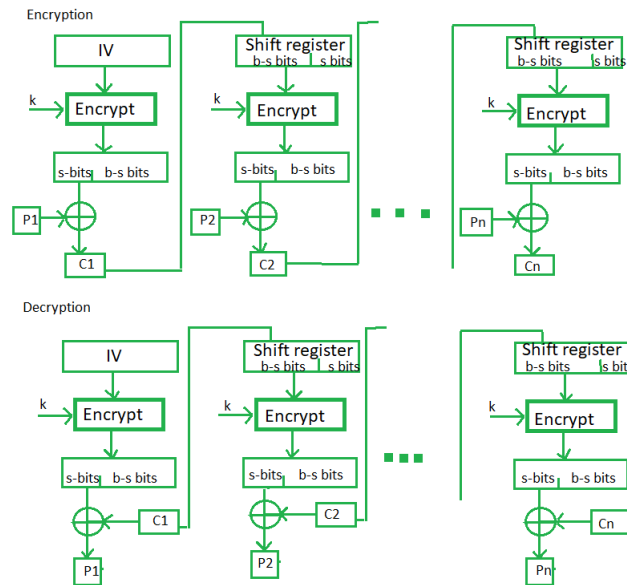 Encryption
IV
Shift register
b-s bits s bits
Shift register
b-s bits s bits
k Encrypt
k Encrypt
k Encrypt
s-bits b-s bits
s-bits b-s bits
s-bits b-s bits
P1
P2
Pn
C1
C2
Cn
Decryption
IV
Shift register
b-s bits s bits
Shift register
b-s bits s bits
k Encrypt
k Encrypt
k Encrypt
s-bits b-s bits
s-bits b-s bits
s-bits b-s bits
C1
C2
Cn
P1
P2
Pn